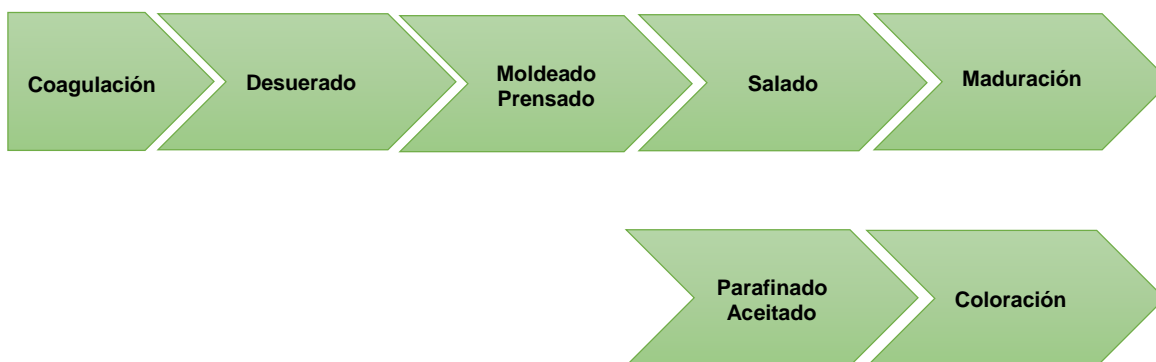 Coagulación
Desuerado
Moldeado
Prensado
Salado
Maduración
Parafinado
Aceitado
Coloración